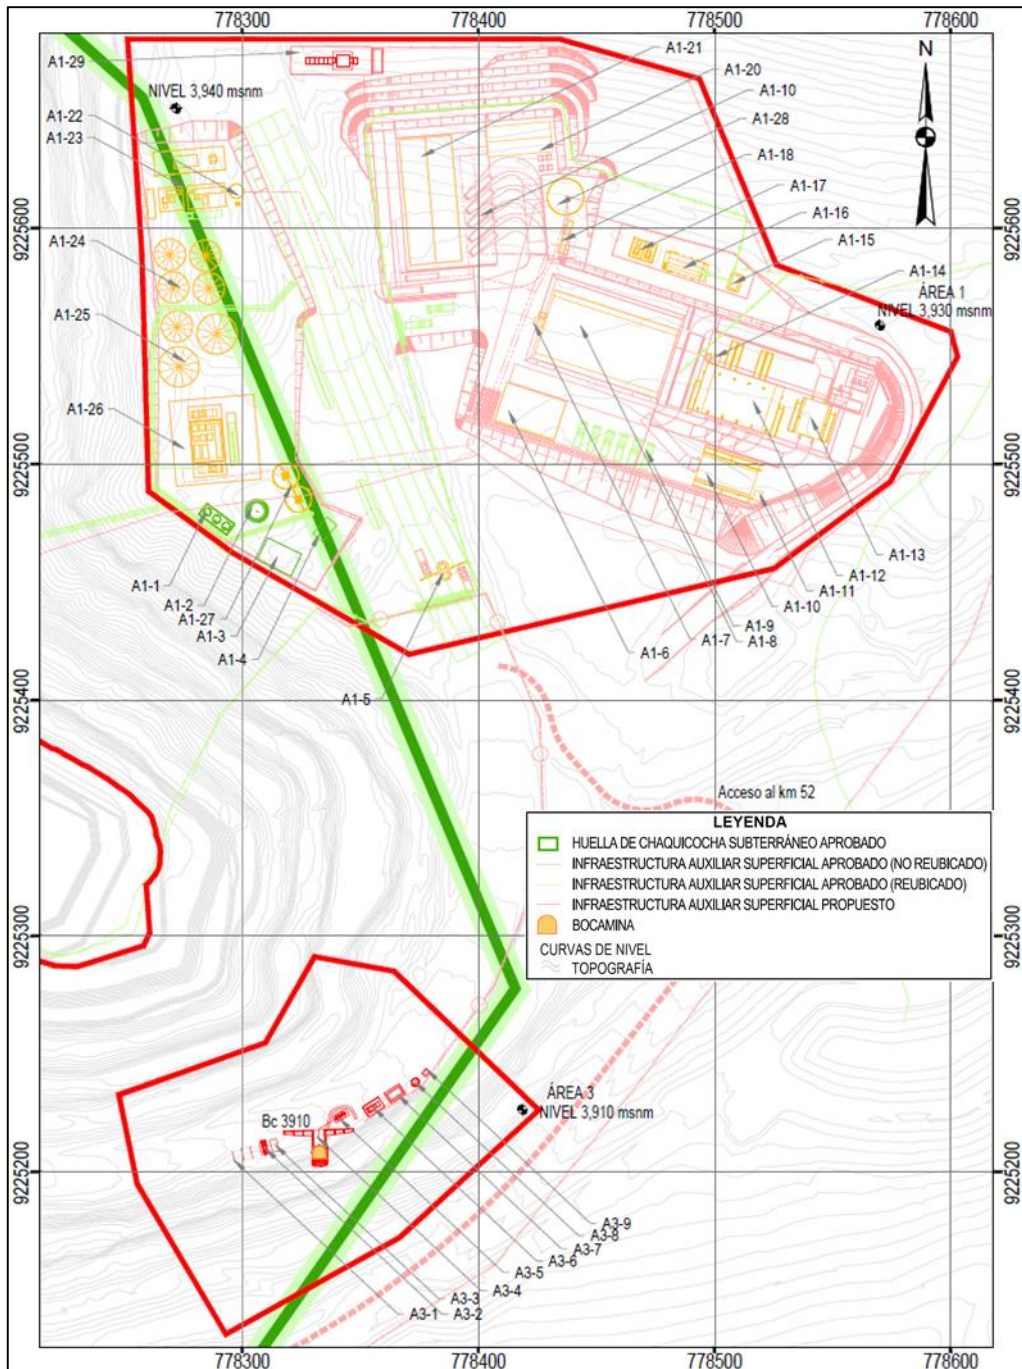 778300
778400
778500
778600
A1-21
A1-20
A1-10
A1-28
A1-18
A1-17
A1-16
A1-15
A1-14
N
A1-29
NIVEL 3,940 msnm
A1-22
A1-23
9225600
9225600
A1-24
ÁREA 1
NIVEL 3,930 msnm
A1-25
A1-26
9225500
9225500
A1-1
A1-2
A1-27
A1-3
A1-4
A1-5
A1-6
A1-7
A1-8
A1-9
A1-10
A1-11
A1-12
A1-13
9225400
9225400
Acceso al km 52
LEYENDA
HUELLA DE CHAQUICOCHA SUBTERRÁNEO APROBADO
INFRAESTRUCTURA AUXILIAR SUPERFICIAL APROBADO (NO REUBICADO)
INFRAESTRUCTURA AUXILIAR SUPERFICIAL APROBADO (REUBICADO)
INFRAESTRUCTURA AUXILIAR SUPERFICIAL PROPUESTO
BOCAMINA
CURVAS DE NIVEL
TOPOGRAFÍA
9225300
9225300
ÁREA 3
NIVEL 3,910 msnm
Bc 3910
9225200
9225200
A3-9
A3-8
A3-7
A3-6
A3-5
A3-4
A3-3
A3-2
A3-1
778300
778400
778500
778600